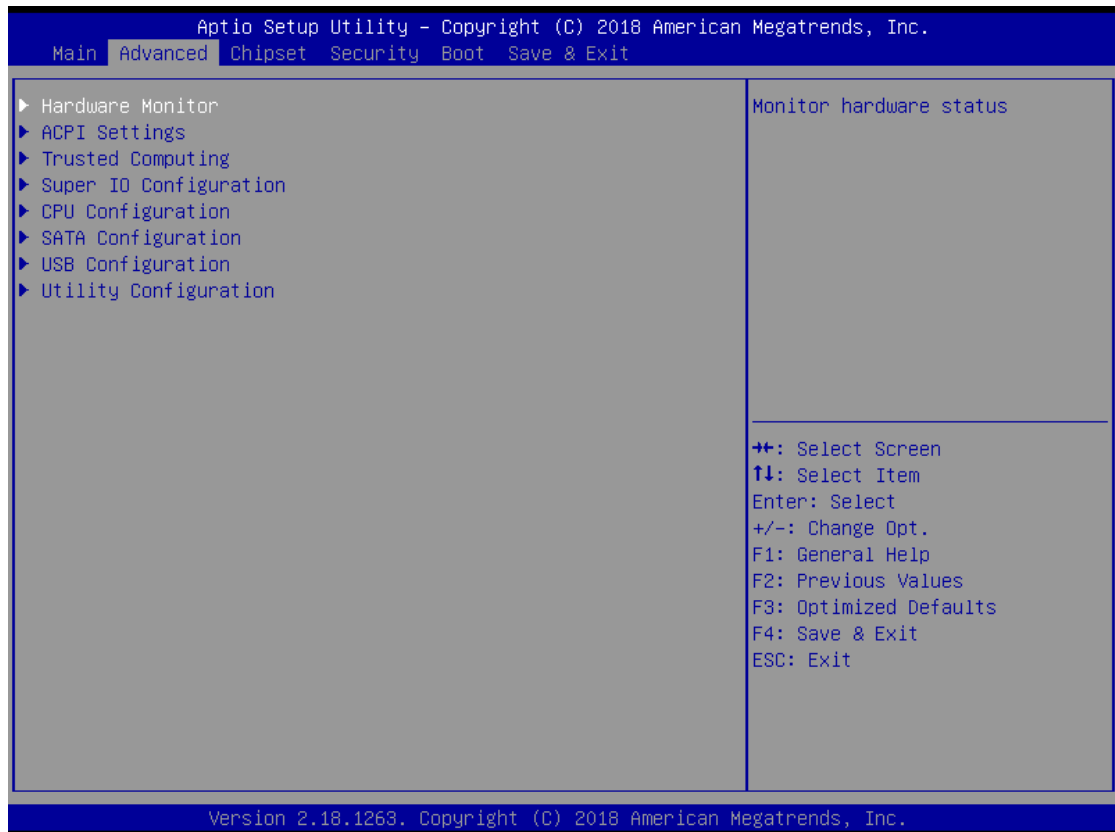 Aptio Setup Utility – Copyright (C) 2018 American Megatrends, Inc.
Main Advanced Chipset Security Boot Save & Exit
▶ Hardware Monitor
▶ ACPI Settings
▶ Trusted Computing
▶ Super IO Configuration
▶ CPU Configuration
▶ SATA Configuration
▶ USB Configuration
▶ Utility Configuration
Monitor hardware status
→←: Select Screen
↑↓: Select Item
Enter: Select
+/-: Change Opt.
F1: General Help
F2: Previous Values
F3: Optimized Defaults
F4: Save & Exit
ESC: Exit
Version 2.18.1263. Copyright (C) 2018 American Megatrends, Inc.